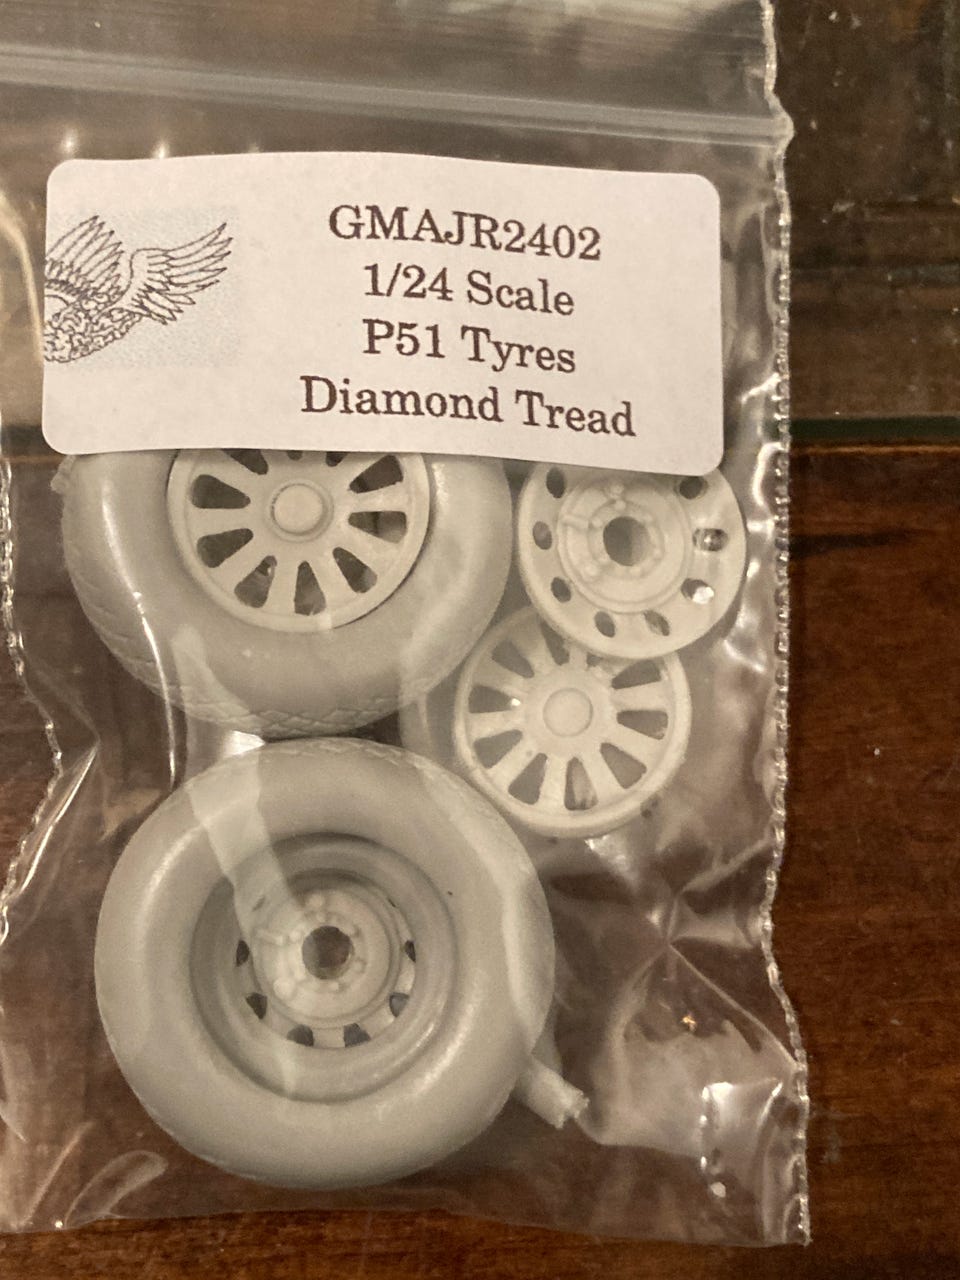 GMAJR2402
1/24 Scale
P51 Tyres
Diamond Tread